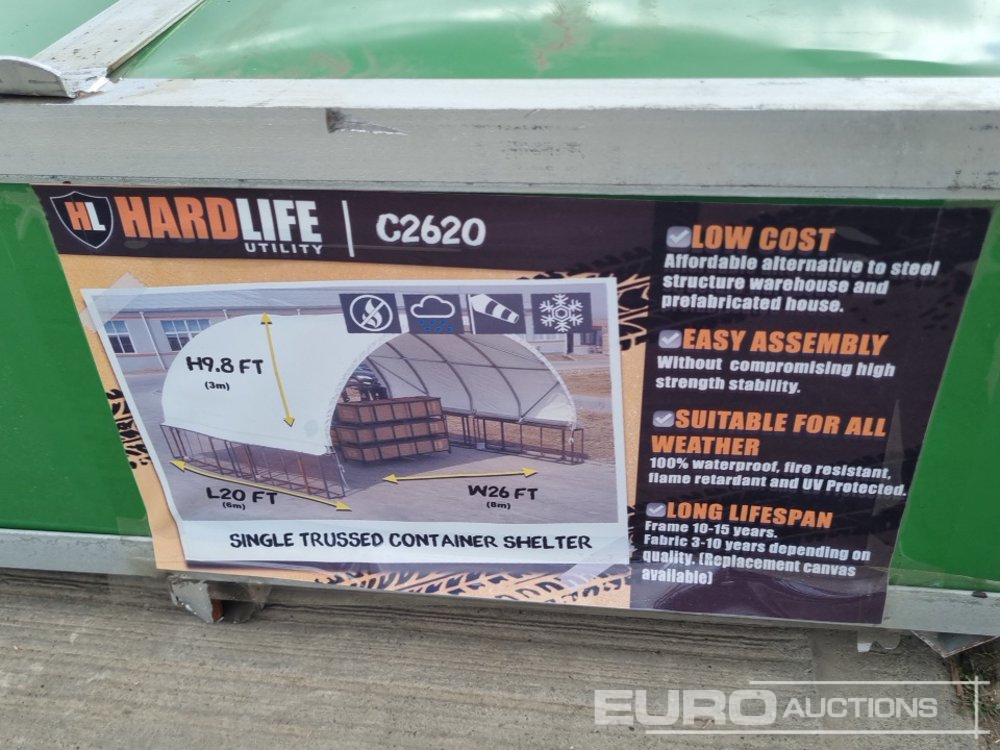 HL HARDLIFE
UTILITY
C2620
H9.8 FT
(3m)
L20 FT
(6m)
W26 FT
(8m)
SINGLE TRUSSED CONTAINER SHELTER
LOW COST
Affordable alternative to steel
structure warehouse and
prefabricated house.
EASY ASSEMBLY
Without compromising high
strength stability.
SUITABLE FOR ALL
WEATHER
100% waterproof, fire resistant,
flame retardant and UV Protected.
LONG LIFESPAN
Frame 10-15 years.
Fabric 3-10 years depending on
quality. (Replacement canvas
available)
EURO AUCTIONS